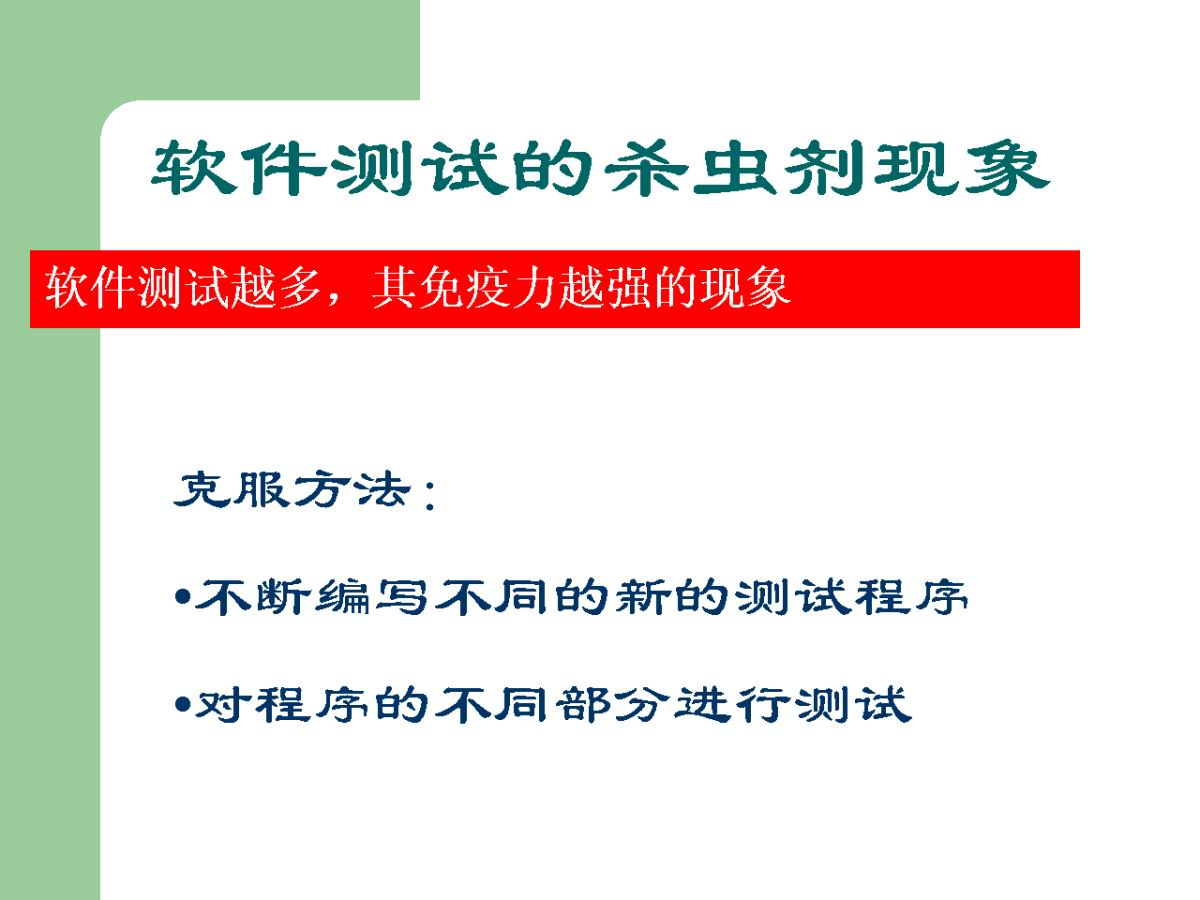 软件测试的杀虫剂现象
软件测试越多，其免疫力越强的现象
克服方法：
•不断编写不同的新的测试程序
•对程序的不同部分进行测试